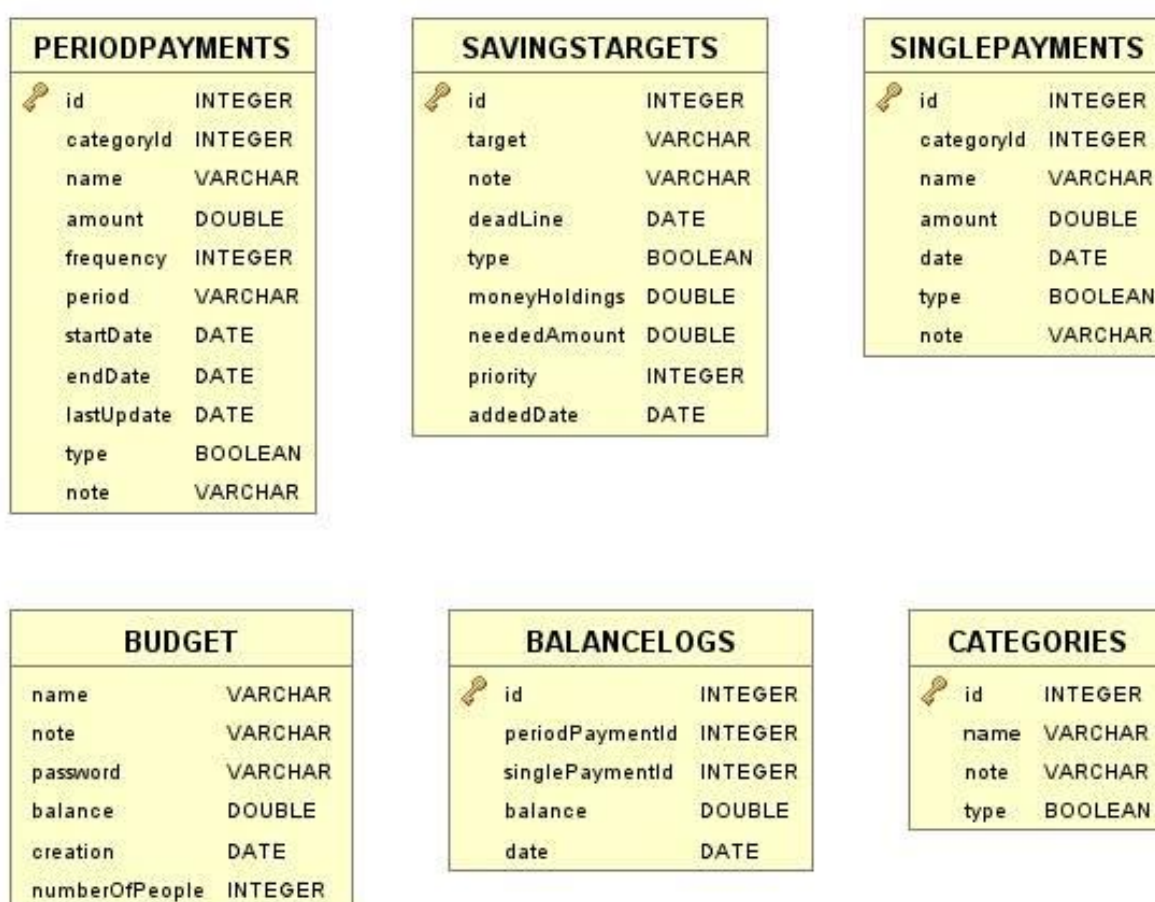 PERIODPAYMENTS
id INTEGER
categoryId INTEGER
name VARCHAR
amount DOUBLE
frequency INTEGER
period VARCHAR
startDate DATE
endDate DATE
lastUpdate DATE
type BOOLEAN
note VARCHAR
SAVINGSTARGETS
id INTEGER
target VARCHAR
note VARCHAR
deadLine DATE
type BOOLEAN
moneyHoldings DOUBLE
neededAmount DOUBLE
priority INTEGER
addedDate DATE
SINGLEPAYMENTS
id INTEGER
categoryId INTEGER
name VARCHAR
amount DOUBLE
date DATE
type BOOLEAN
note VARCHAR
BUDGET
name VARCHAR
note VARCHAR
password VARCHAR
balance DOUBLE
creation DATE
numberOfPeople INTEGER
BALANCELOGS
id INTEGER
periodPaymentId INTEGER
singlePaymentId INTEGER
balance DOUBLE
date DATE
CATEGORIES
id INTEGER
name VARCHAR
note VARCHAR
type BOOLEAN